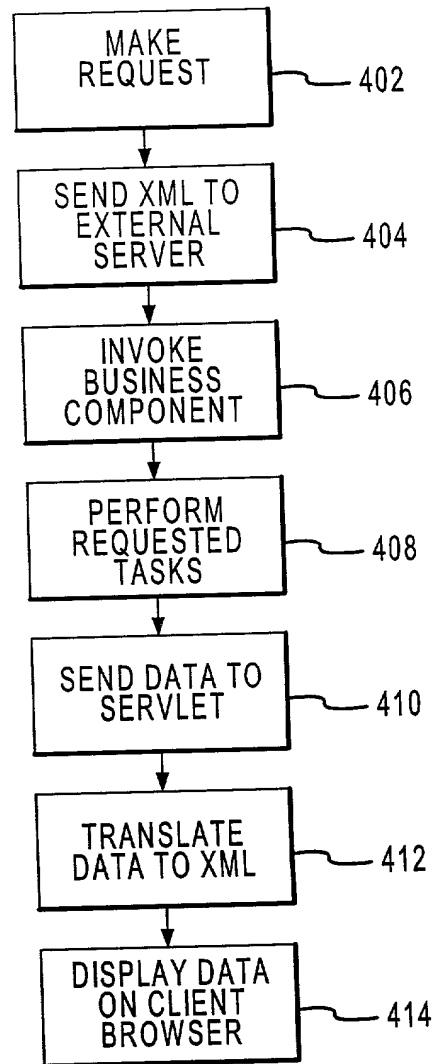 MAKE
REQUEST
402
SEND XML TO
EXTERNAL
SERVER
404
INVOKE
BUSINESS
COMPONENT
406
PERFORM
REQUESTED
TASKS
408
SEND DATA TO
SERVLET
410
TRANSLATE
DATA TO XML
412
DISPLAY DATA
ON CLIENT
BROWSER
414